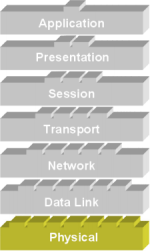 Application
Presentation
Session
Transport
Network
Data Link
Physical